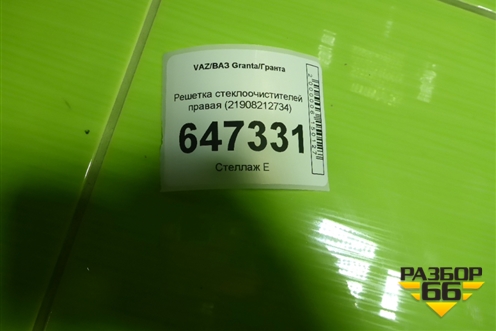 VAZ/ВАЗ Granta/Гранта
Решетка стеклоочистителей
правая (21908212734)
647331
Стеллаж Е
РАЗБОР
66